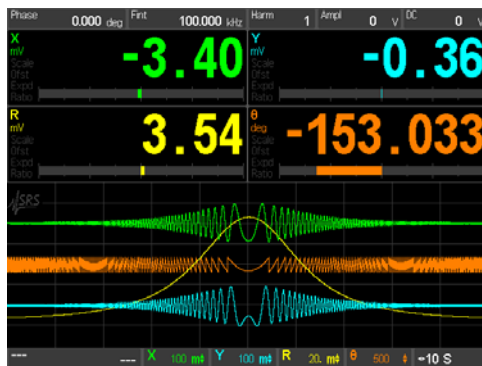 Phase 0.000 deg Fint 100.000 kHz Harm 1 Ampl 0 V DC 0 V
X Y
mV -3.40 mV -0.36
Scale Scale
Ofst Ofst
Expd Expd
Ratio Ratio
R θ
mV 3.54 deg -153.033
Scale Scale
Ofst Ofst
Expd Expd
Ratio Ratio
SRS
--- --- X 100 m Y 100 m R 20. m θ 500 10 S